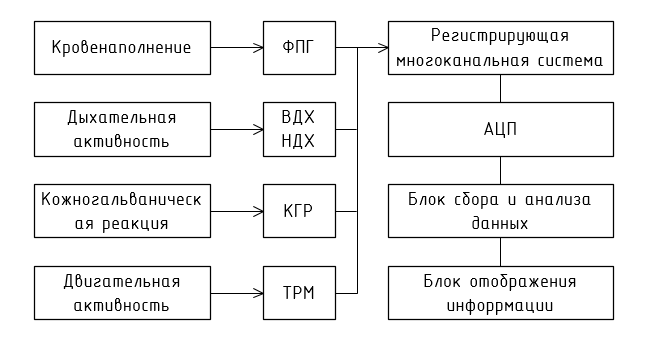 Кровенаполнение
ФПГ
Регистрирующая
многоканальная система
Дыхательная
активность
ВДХ
НДХ
АЦП
Кожногальваническ
ая реакция
КГР
Блок сбора и анализа
данных
Двигательная
активность
ТРМ
Блок отображения
инфоррмации